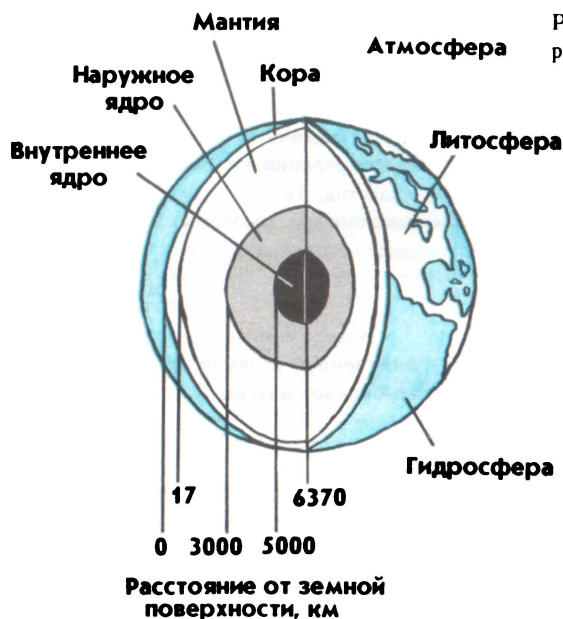 Мантия
Атмосфера
Р
р
Наружное
ядро
Кора
Внутреннее
ядро
Литосфера
Гидросфера
17
6370
0 3000 5000
Расстояние от земной
поверхности, км